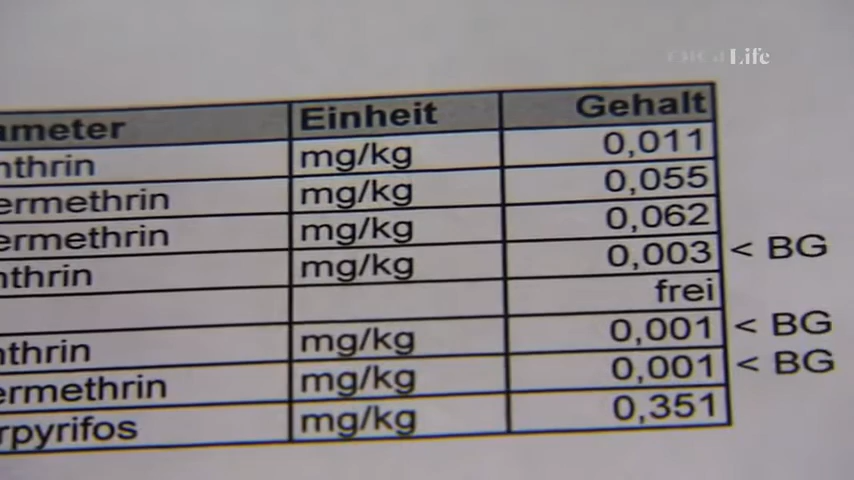 Life
ameter Einheit Gehalt
nthrin mg/kg 0,011
ermethrin mg/kg 0,055
ermethrin mg/kg 0,062
nthrin mg/kg 0,003 < BG
frei
nthrin mg/kg 0,001 < BG
ermethrin mg/kg 0,001 < BG
rpyrifos mg/kg 0,351